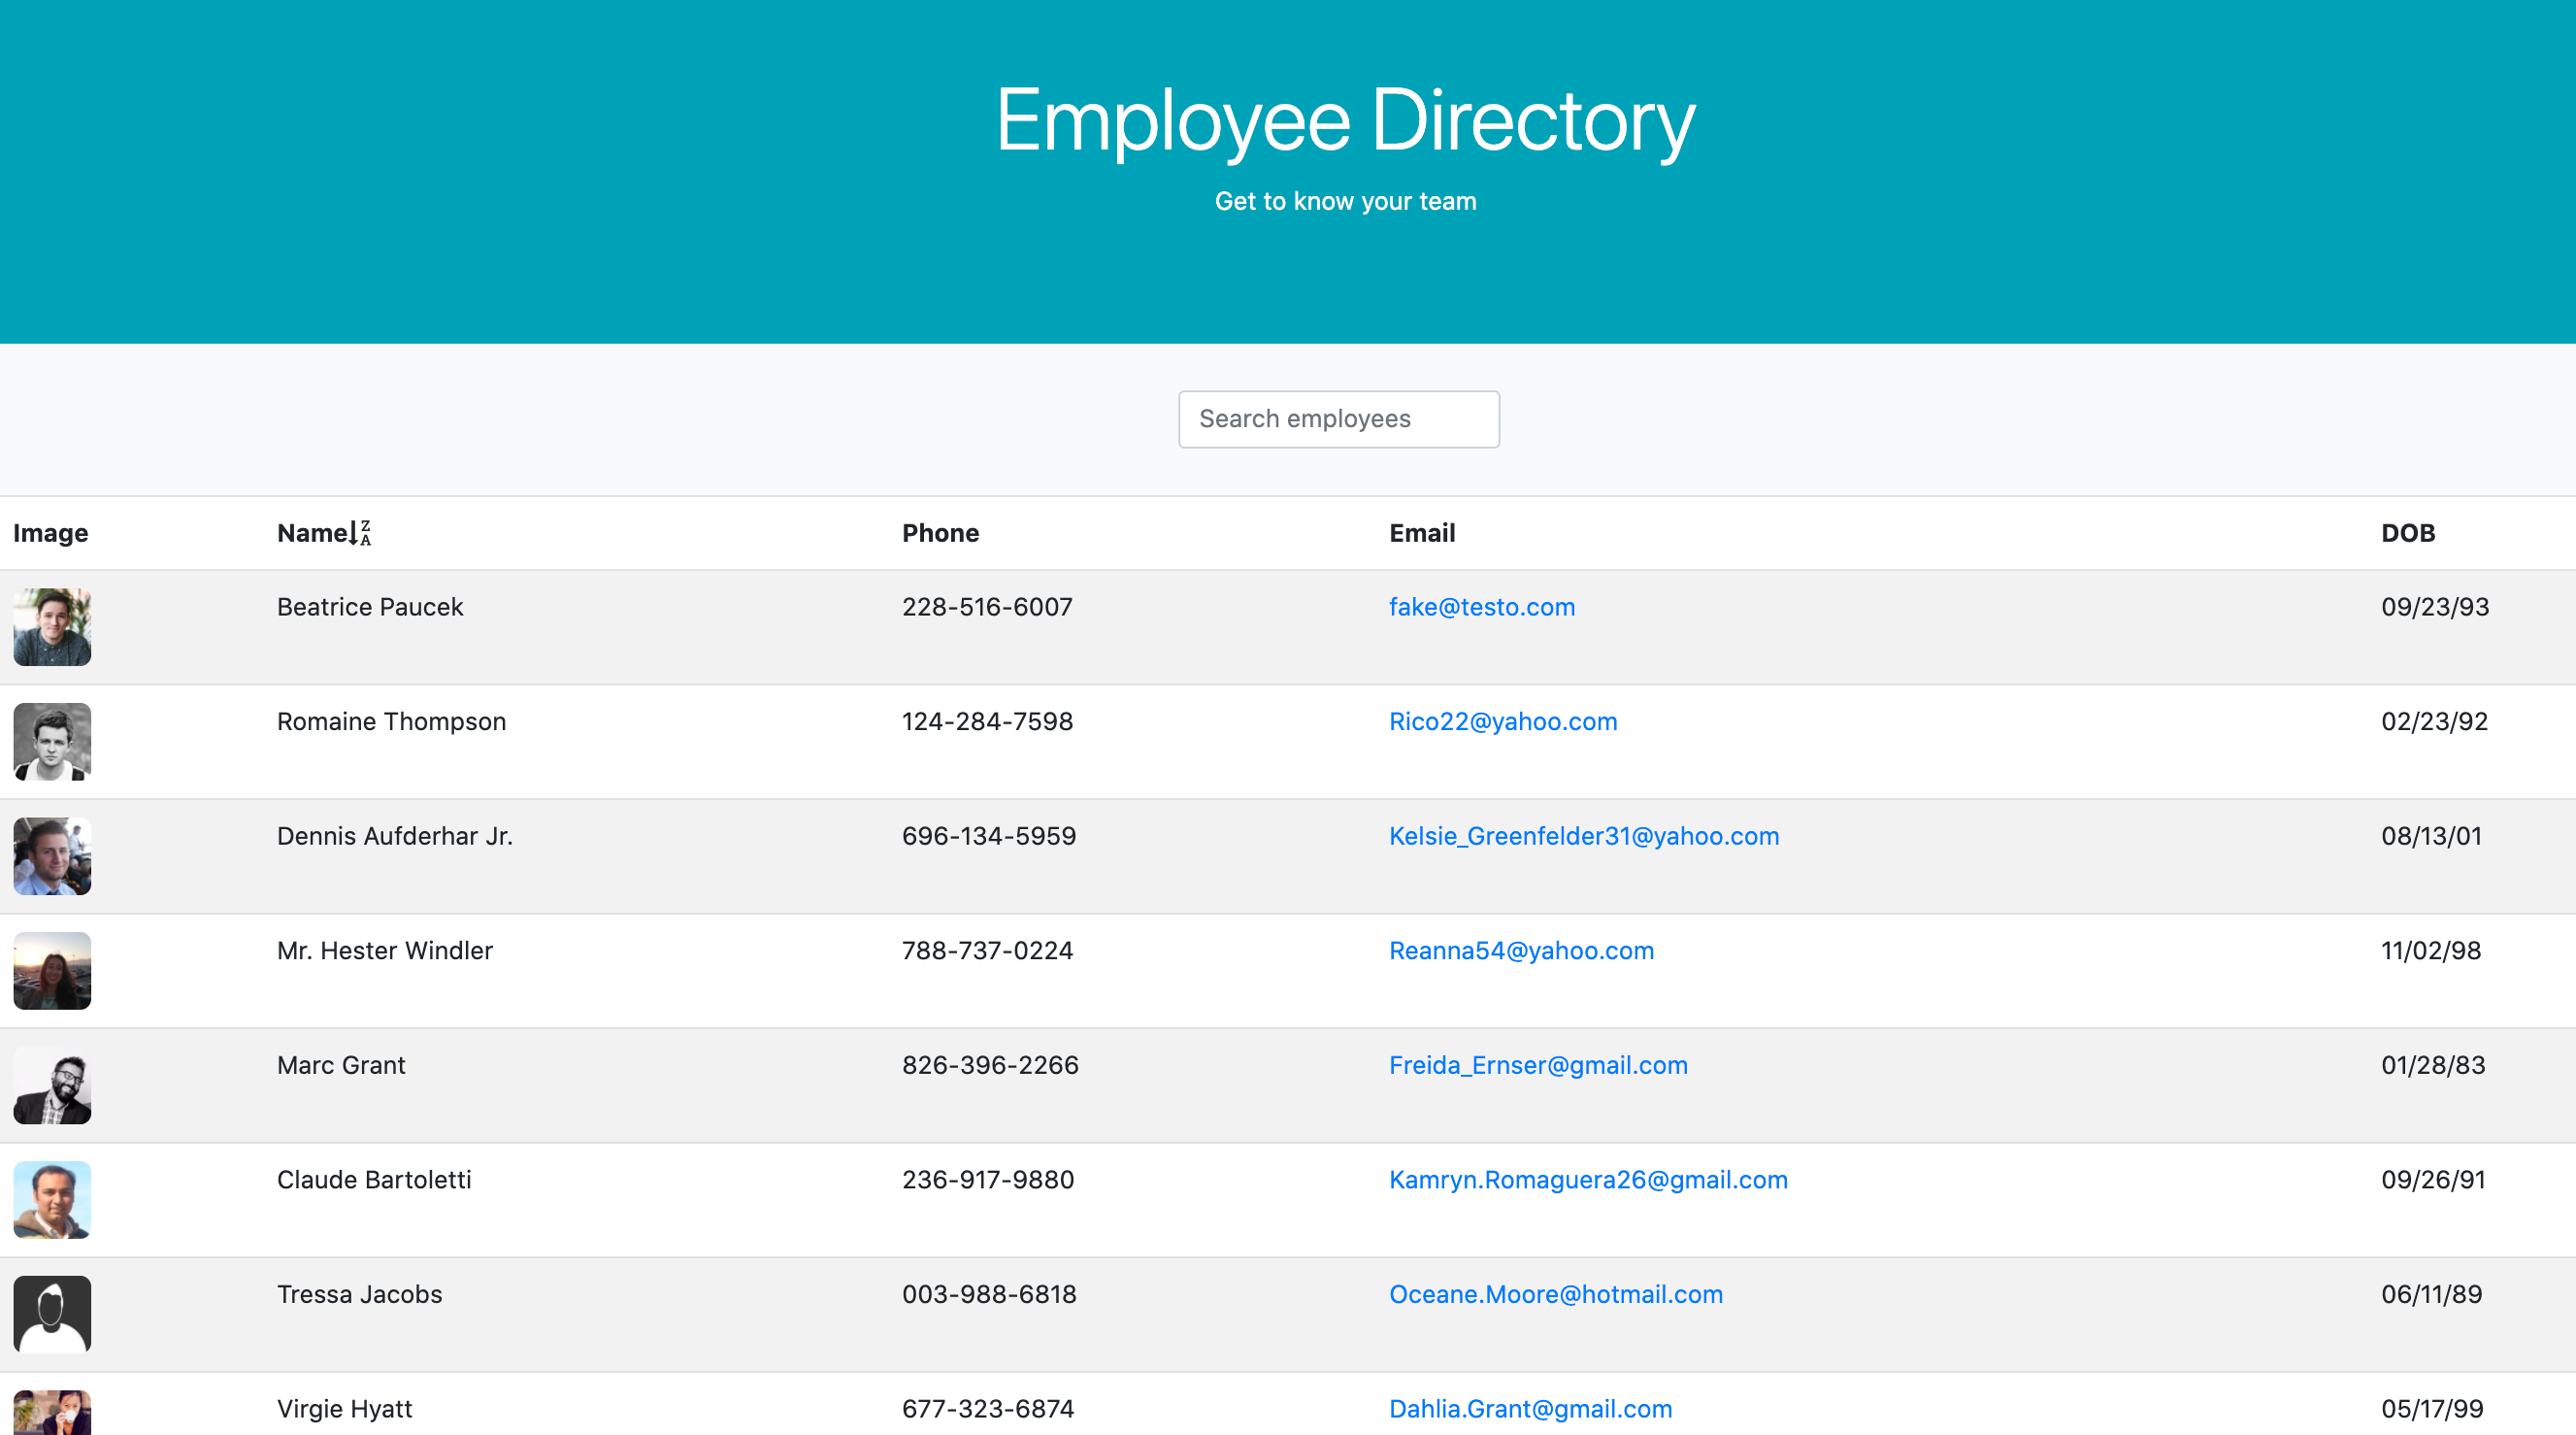 Employee Directory
Get to know your team
Search employees
Image Name Phone Email DOB
Beatrice Paucek 228-516-6007 fake@testo.com 09/23/93
Romaine Thompson 124-284-7598 Rico22@yahoo.com 02/23/92
Dennis Aufderhar Jr. 696-134-5959 Kelsie_Greenfelder31@yahoo.com 08/13/01
Mr. Hester Windler 788-737-0224 Reanna54@yahoo.com 11/02/98
Marc Grant 826-396-2266 Freida_Ernser@gmail.com 01/28/83
Claude Bartoletti 236-917-9880 Kamryn.Romaguera26@gmail.com 09/26/91
Tressa Jacobs 003-988-6818 Oceane.Moore@hotmail.com 06/11/89
Virgie Hyatt 677-323-6874 Dahlia.Grant@gmail.com 05/17/99